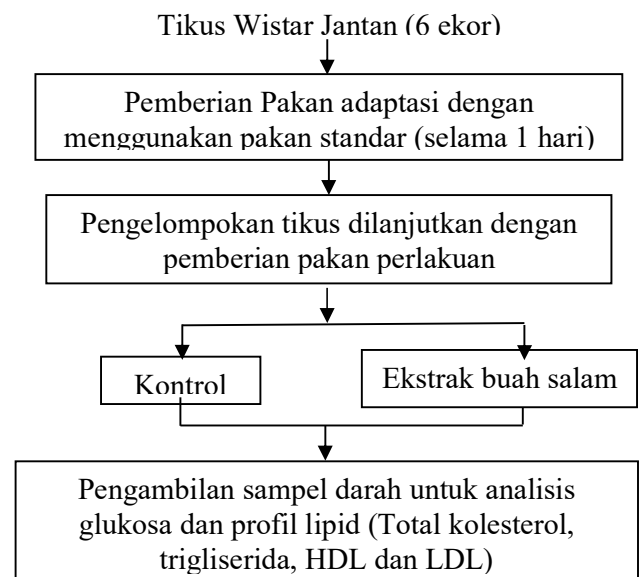 Tikus Wistar Jantan (6 ekor)
Pemberian Pakan adaptasi dengan
menggunakan pakan standar (selama 1 hari)
Pengelompokan tikus dilanjutkan dengan
pemberian pakan perlakuan
Kontrol
Ekstrak buah salam
Pengambilan sampel darah untuk analisis
glukosa dan profil lipid (Total kolesterol,
trigliserida, HDL dan LDL)